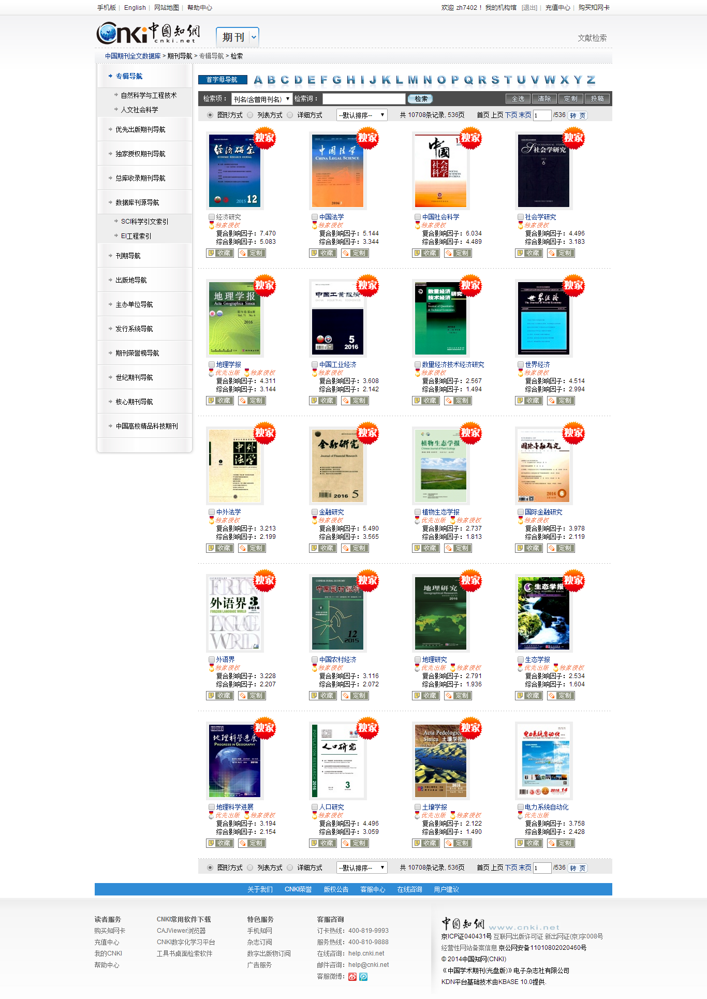 手机版 | English | 网站地图 | 帮助中心
欢迎 zh7402！ 我的机构馆 [退出] | 充值中心 | 购买知网卡
Cnki中國知網
cnki.net
期刊
文献检索
中国期刊全文数据库 > 期刊导航 > 专辑导航 > 检索
专辑导航
自然科学与工程技术
人文社会科学
优先出版期刊导航
独家授权期刊导航
总库收录期刊导航
数据库刊源导航
SCI科学引文索引
EI工程索引
刊期导航
出版地导航
主办单位导航
发行系统导航
期刊荣誉榜导航
世纪期刊导航
核心期刊导航
中国高校精品科技期刊
首字母导航 A B C D E F G H I J K L M N O P Q R S T U V W X Y Z
检索项： 刊名(含曾用刊名) 检索词： 检索 全选 清除 定制 投稿
图形方式 列表方式 详细方式 --默认排序-- 共 10708条记录, 536页 首页 上页 下页 末页 1 /536 转 页
独家 独家 独家 独家
经济研究 ECONOMIC RESEARCH JOURNAL 2015 12
中国法学 CHINA LEGAL SCIENCE 2016/3
中國社会科学 SOCIAL SCIENCES IN CHINA
社会学研究 6
经济研究 中国法学 中国社会科学 社会学研究
独家授权 独家授权 独家授权 独家授权
复合影响因子：7.470 复合影响因子：5.144 复合影响因子：6.034 复合影响因子：4.496
综合影响因子：5.083 综合影响因子：3.344 综合影响因子：4.489 综合影响因子：3.183
收藏 定制 收藏 定制 收藏 定制 收藏 定制
独家 独家 独家 独家
地理学报 Acta Geographica Sinica 第71卷 第6期 Vol. 71 No. 6 2016
中國工業經濟 5 2016
数量经济技术经济研究 Journal of Quantitative & Technical Economics
世界经济 The Journal of World Economy
地理学报 中国工业经济 数量经济技术经济研究 世界经济
优先出版 独家授权 独家授权 独家授权 独家授权
复合影响因子：4.311 复合影响因子：3.608 复合影响因子：2.567 复合影响因子：4.514
综合影响因子：3.144 综合影响因子：2.142 综合影响因子：1.494 综合影响因子：2.994
收藏 定制 收藏 定制 收藏 定制 收藏 定制
独家 独家 独家 独家
中外法学
金融研究 Journal of Financial Research 2016 5
植物生态学报 Chinese Journal of Plant Ecology
STUDIES OF INTERNATIONAL FINANCE 国际金融研究 2016 6
中外法学 金融研究 植物生态学报 国际金融研究
独家授权 独家授权 优先出版 独家授权 独家授权
复合影响因子：3.213 复合影响因子：5.490 复合影响因子：2.737 复合影响因子：3.978
综合影响因子：2.199 综合影响因子：3.565 综合影响因子：1.813 综合影响因子：2.119
收藏 定制 收藏 定制 收藏 定制 收藏 定制
独家 独家 独家 独家
外语界 3 2016 FOREIGN LANGUAGE WORLD
CHINESE RURAL ECONOMY 中国农村经济 12 2015
地理研究 Geographical Research 2016
生态学报 ACTA ECOLOGICA SINICA
外语界 中国农村经济 地理研究 生态学报
独家授权 独家授权 优先出版 独家授权 优先出版 独家授权
复合影响因子：3.228 复合影响因子：3.116 复合影响因子：2.791 复合影响因子：2.534
综合影响因子：2.207 综合影响因子：2.072 综合影响因子：1.936 综合影响因子：1.604
收藏 定制 收藏 定制 收藏 定制 收藏 定制
独家 独家 独家
地理科学进展 PROGRESS IN GEOGRAPHY 2016
POPULATION RESEARCH 2016 人口研究 3
Acta Pedologica Sinica 土壤学报 2016
电力系统自动化 2016 14
地理科学进展 人口研究 土壤学报 电力系统自动化
优先出版 独家授权 独家授权 优先出版 独家授权 优先出版
复合影响因子：3.194 复合影响因子：4.496 复合影响因子：2.122 复合影响因子：3.758
综合影响因子：2.154 综合影响因子：3.059 综合影响因子：1.490 综合影响因子：2.428
收藏 定制 收藏 定制 收藏 定制 收藏 定制
图形方式 列表方式 详细方式 --默认排序-- 共 10708条记录, 536页 首页 上页 下页 末页 1 /536 转 页
关于我们 CNKI荣誉 版权公告 客服中心 在线咨询 用户建议
读者服务
购买知网卡
充值中心
我的CNKI
帮助中心
CNKI常用软件下载
CAJViewer浏览器
CNKI数字化学习平台
工具书桌面检索软件
特色服务
手机知网
杂志订阅
数字出版物订阅
广告服务
客服咨询
订卡热线：400-819-9993
服务热线：400-810-9888
在线咨询：help.cnki.net
邮件咨询：help@cnki.net
客服微博：
中国知网 www.cnki.net
京ICP证040431号 互联网出版许可证 新出网证(京)字008号
经营性网站备案信息 京公网安备11010802020460号
© 2014中国知网(CNKI)
《中国学术期刊(光盘版)》电子杂志社有限公司
KDN平台基础技术由KBASE 10.0提供.